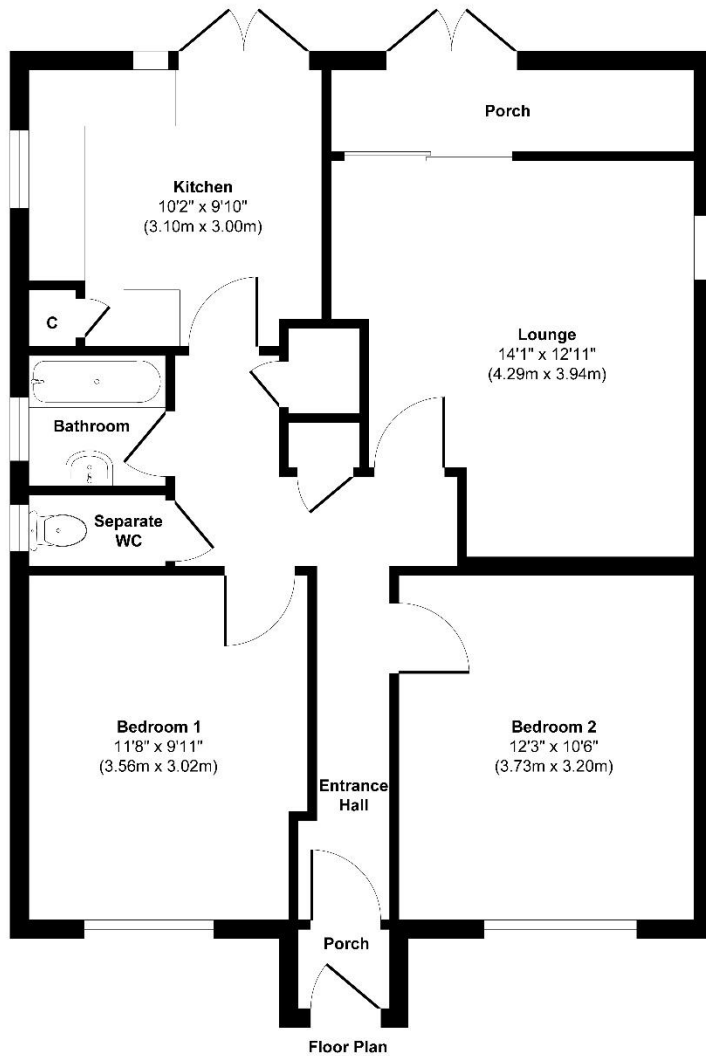 Porch
Kitchen
10'2" x 9'10"
(3.10m x 3.00m)
C
Lounge
14'1" x 12'11"
(4.29m x 3.94m)
Bathroom
Separate
WC
Bedroom 1
11'8" x 9'11"
(3.56m x 3.02m)
Bedroom 2
12'3" x 10'6"
(3.73m x 3.20m)
Entrance
Hall
Porch
Floor Plan